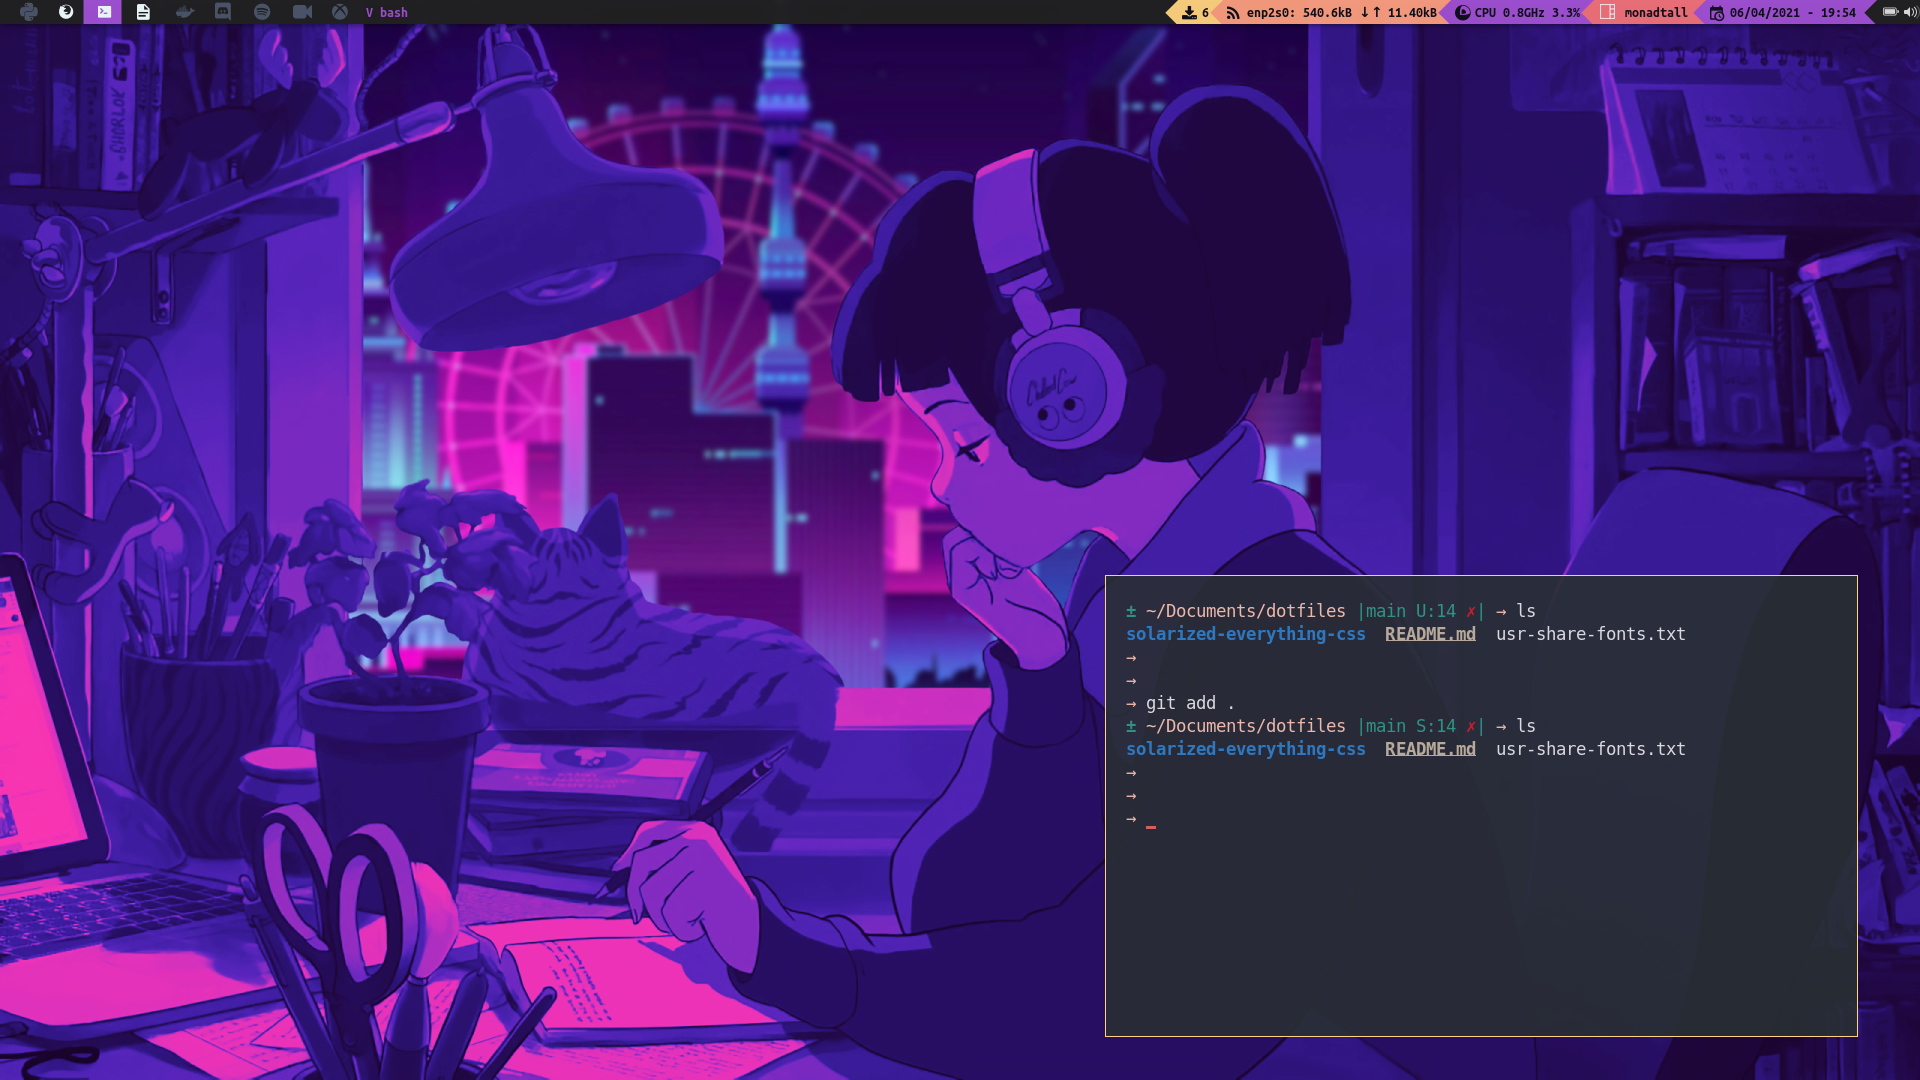 V bash
6
enp2s0: 540.6kB ↓↑ 11.40kB
CPU 0.8GHz 3.3%
monadtall
06/04/2021 - 19:54
± ~/Documents/dotfiles |main U:14 ✗| → ls
solarized-everything-css  README.md  usr-share-fonts.txt
→
→
→ git add .
± ~/Documents/dotfiles |main S:14 ✗| → ls
solarized-everything-css  README.md  usr-share-fonts.txt
→
→
→